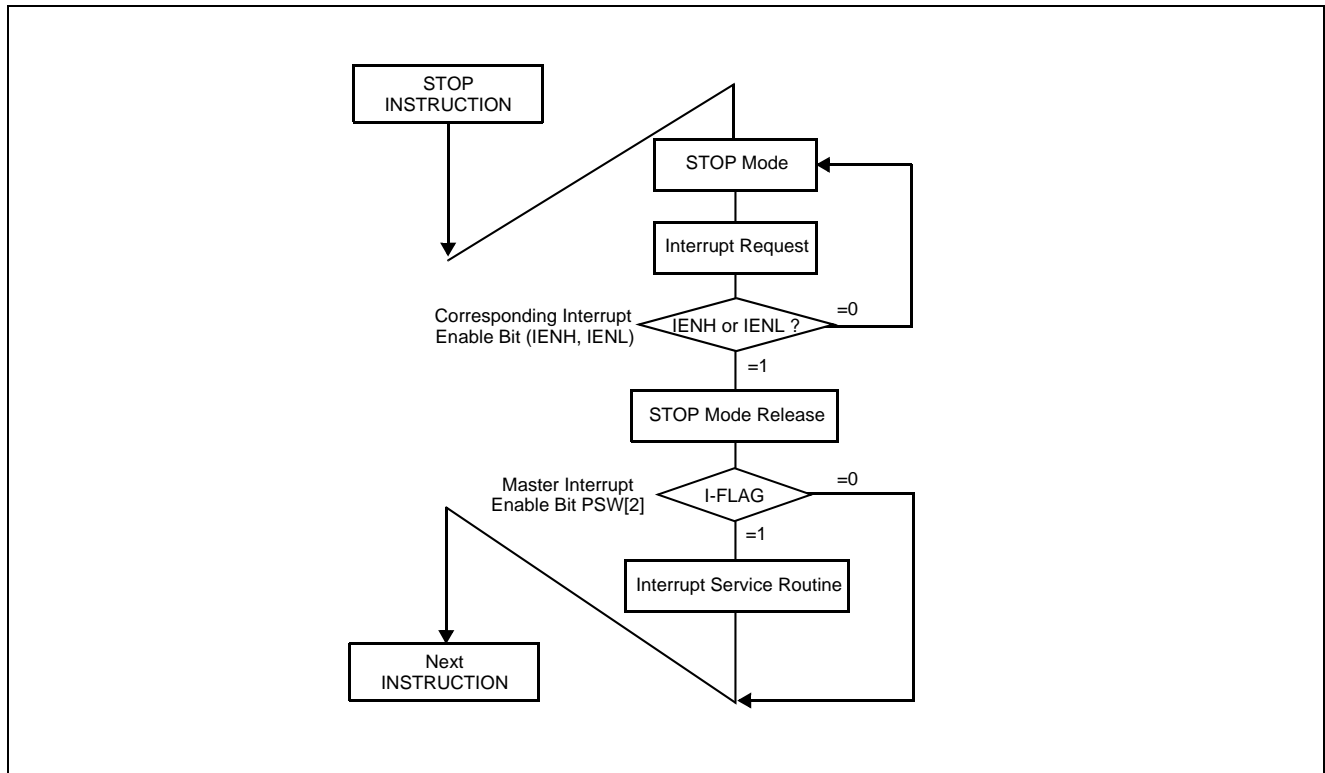 STOP
INSTRUCTION
STOP Mode
Interrupt Request
Corresponding Interrupt
Enable Bit (IENH, IENL)
IENH or IENL ?
=0
=1
STOP Mode Release
Master Interrupt
Enable Bit PSW[2]
I-FLAG
=0
=1
Interrupt Service Routine
Next
INSTRUCTION